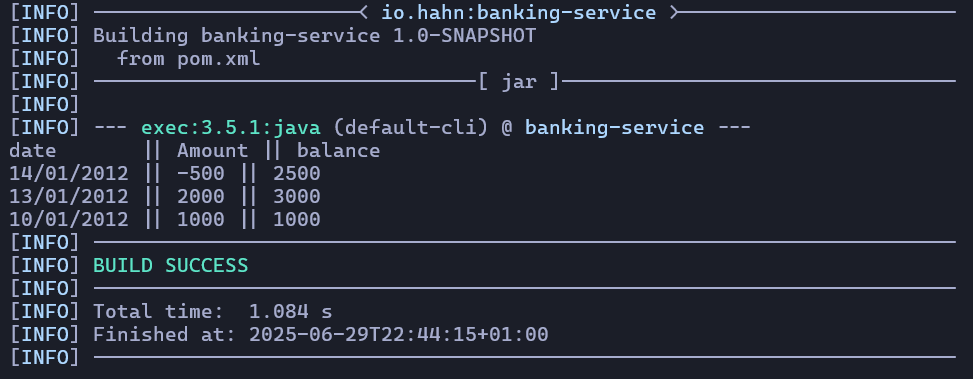 [INFO] ------------------< io.hahn:banking-service >-------------------
[INFO] Building banking-service 1.0-SNAPSHOT
[INFO]   from pom.xml
[INFO] --------------------------------[ jar ]---------------------------------
[INFO]
[INFO] --- exec:3.5.1:java (default-cli) @ banking-service ---
date       || Amount || balance
14/01/2012 || -500 || 2500
13/01/2012 || 2000 || 3000
10/01/2012 || 1000 || 1000
[INFO] ------------------------------------------------------------------------
[INFO] BUILD SUCCESS
[INFO] ------------------------------------------------------------------------
[INFO] Total time:  1.084 s
[INFO] Finished at: 2025-06-29T22:44:15+01:00
[INFO] ------------------------------------------------------------------------